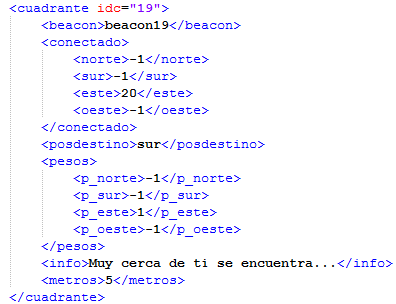 <cuadrante idc="19">
<beacon>beacon19</beacon>
<conectado>
<norte>-1</norte>
<sur>-1</sur>
<este>20</este>
<oeste>-1</oeste>
</conectado>
<posdestino>sur</posdestino>
<pesos>
<p_norte>-1</p_norte>
<p_sur>-1</p_sur>
<p_este>1</p_este>
<p_oeste>-1</p_oeste>
</pesos>
<info>Muy cerca de ti se encuentra...</info>
<metros>5</metros>
</cuadrante>